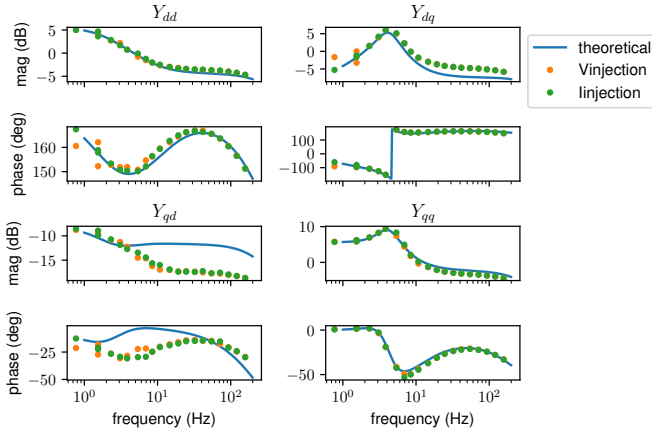 Y_dd
Y_dq
mag (dB)
5
0
−5
5
0
−5
theoretical
Vinjection
Iinjection
phase (deg)
160
150
100
−100
Y_qd
Y_qq
mag (dB)
−10
−15
10
0
phase (deg)
−25
−50
0
−50
10^0
10^1
10^2
10^0
10^1
10^2
frequency (Hz)
frequency (Hz)